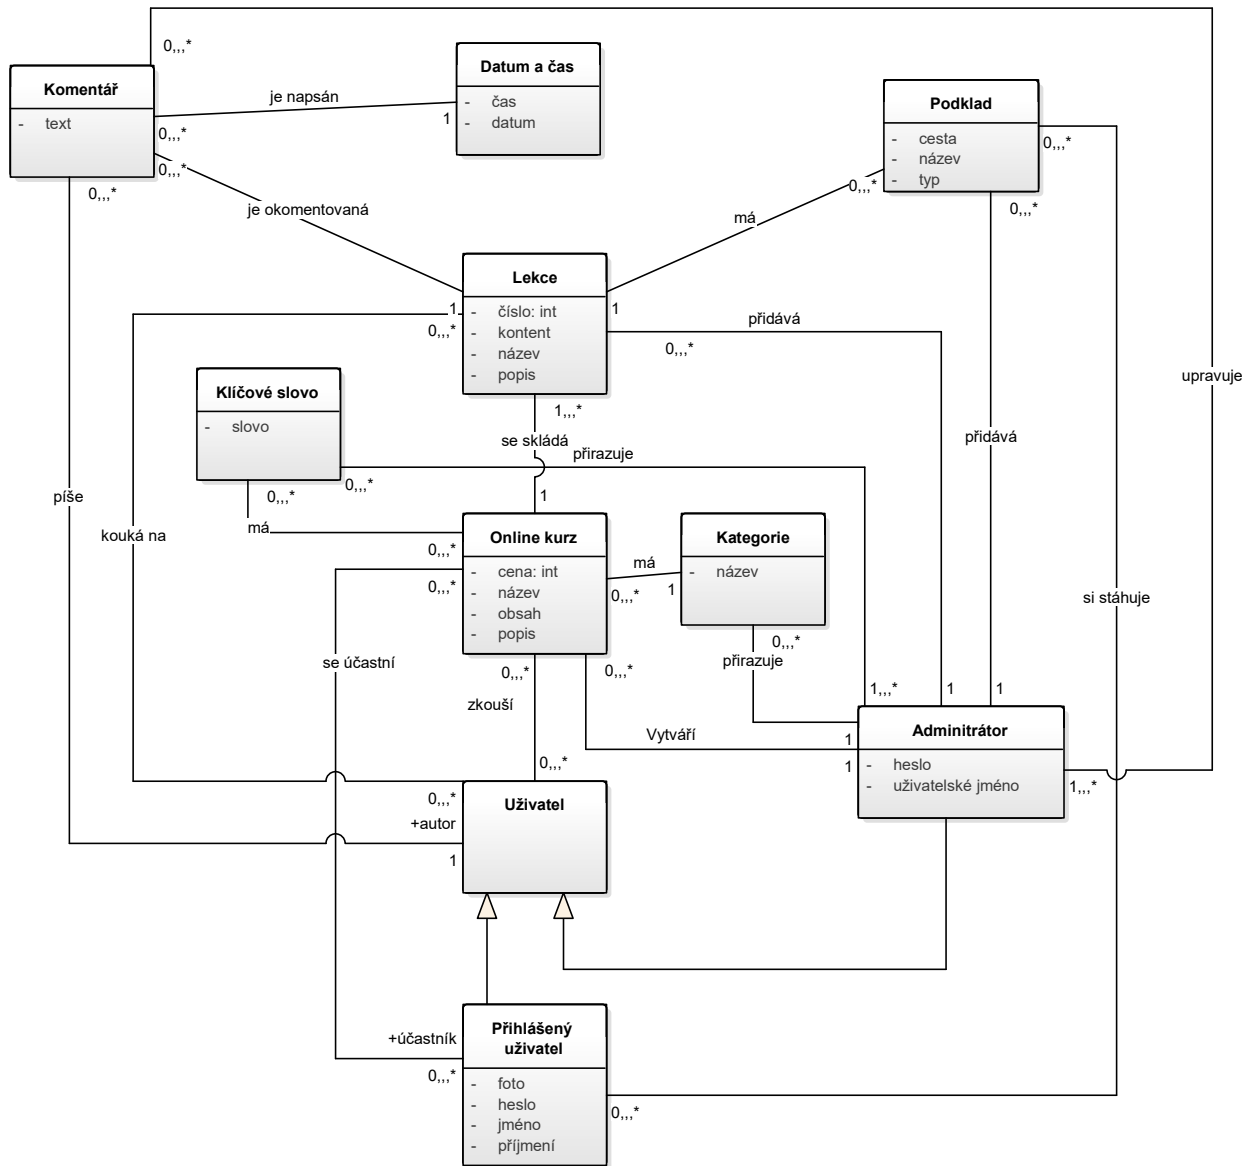 0,,,*
Komentář
- text
je napsán
0,,,*
1
Datum a čas
- čas
- datum
Podklad
- cesta
- název
- typ
0,,,*
0,,,*
0,,,*
0,,,*
0,,,*
je okomentovaná
má
Lekce
- číslo: int
- kontent
- název
- popis
1
0,,,*
1
přidává
0,,,*
upravuje
1,,,*
se skládá
1
Klíčové slovo
- slovo
přirazuje
0,,,*
0,,,*
přidává
píše
kouká na
má
0,,,*
0,,,*
Online kurz
- cena: int
- název
- obsah
- popis
má
0,,,*
1
Kategorie
- název
0,,,*
přirazuje
si stáhuje
se účastní
0,,,*
0,,,*
zkouší
Vytváří
1,,,*
1
1
1
1
Adminitrátor
- heslo
- uživatelské jméno
1,,,*
0,,,*
0,,,*
+autor
1
Uživatel
+účastník
0,,,*
Přihlášený
uživatel
- foto
- heslo
- jméno
- příjmení
0,,,*